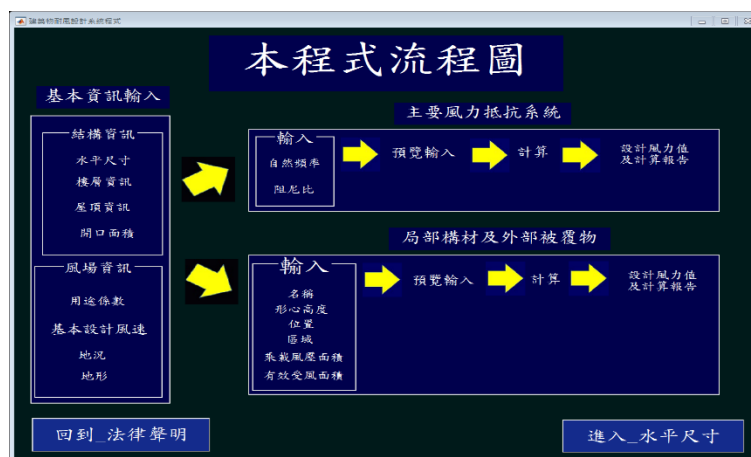 建築物耐風設計系統程式
本程式流程圖
基本資訊輸入
結構資訊
水平尺寸
樓層資訊
屋頂資訊
開口面積
風場資訊
用途係數
基本設計風速
地況
地形
主要風力抵抗系統
輸入
自然頻率
阻尼比
預覽輸入
計算
設計風力值
及計算報告
局部構材及外部被覆物
輸入
名稱
形心高度
位置
區域
乘載風壓面積
有效受風面積
預覽輸入
計算
設計風力值
及計算報告
回到_法律聲明
進入_水平尺寸